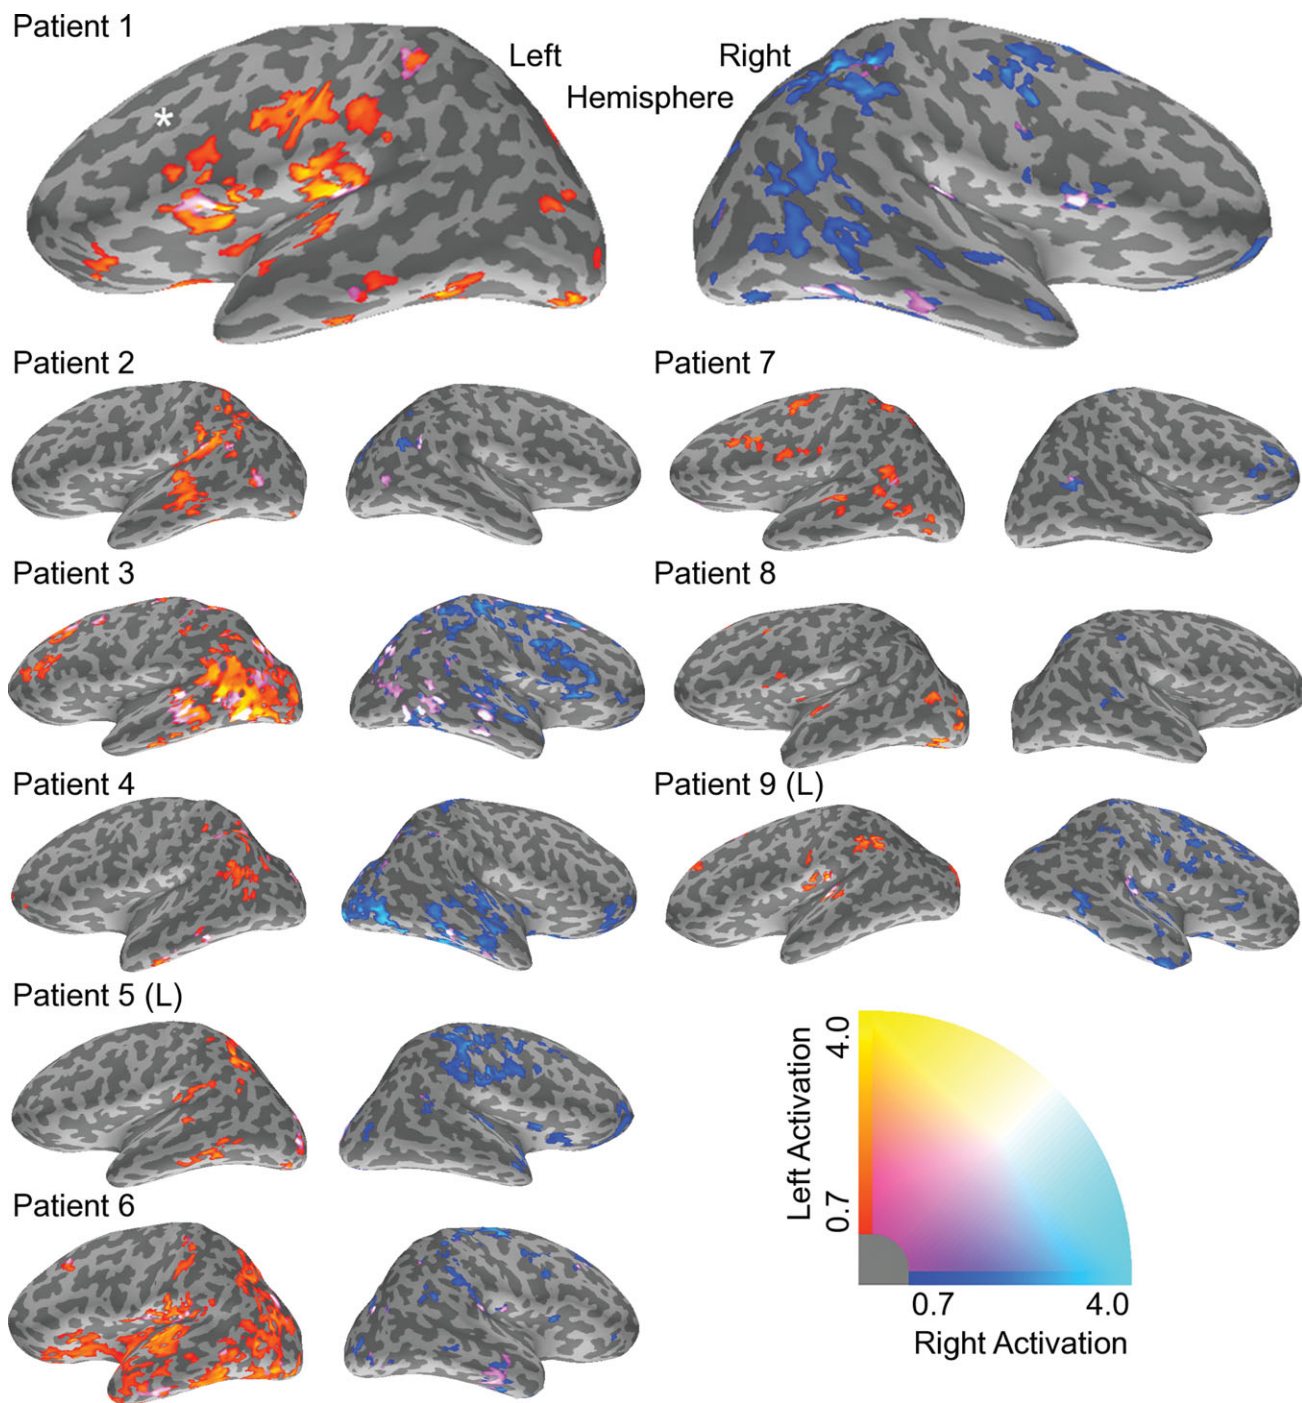 Patient 1
Left
Right
Hemisphere
*
Patient 2
Patient 7
Patient 3
Patient 8
Patient 4
Patient 9 (L)
Patient 5 (L)
Patient 6
4.0
Left Activation
0.7
0.7
4.0
Right Activation